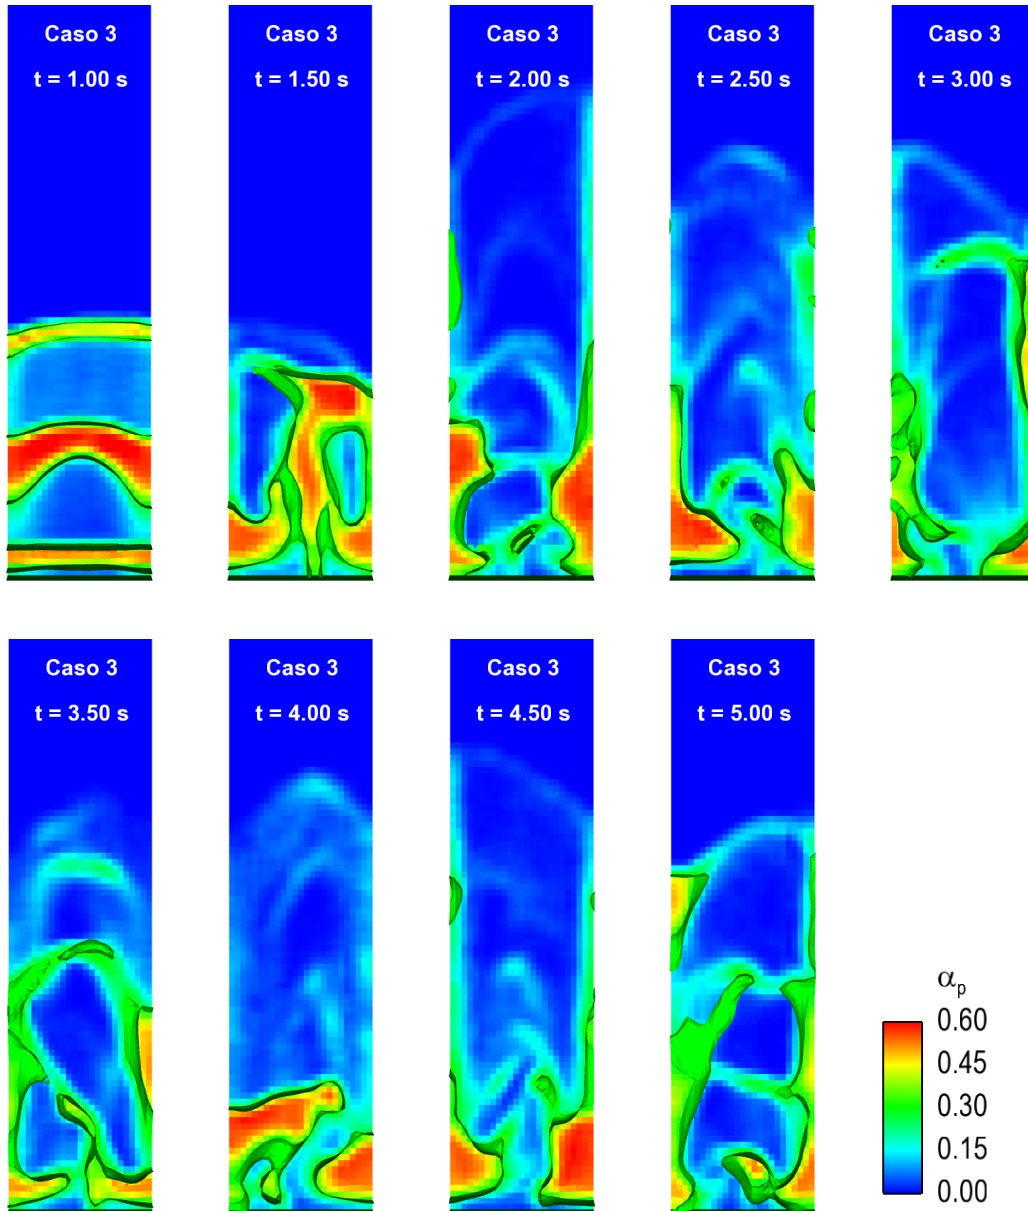 Caso 3
t = 1.00 s
Caso 3
t = 1.50 s
Caso 3
t = 2.00 s
Caso 3
t = 2.50 s
Caso 3
t = 3.00 s
Caso 3
t = 3.50 s
Caso 3
t = 4.00 s
Caso 3
t = 4.50 s
Caso 3
t = 5.00 s
αp
0.60
0.45
0.30
0.15
0.00